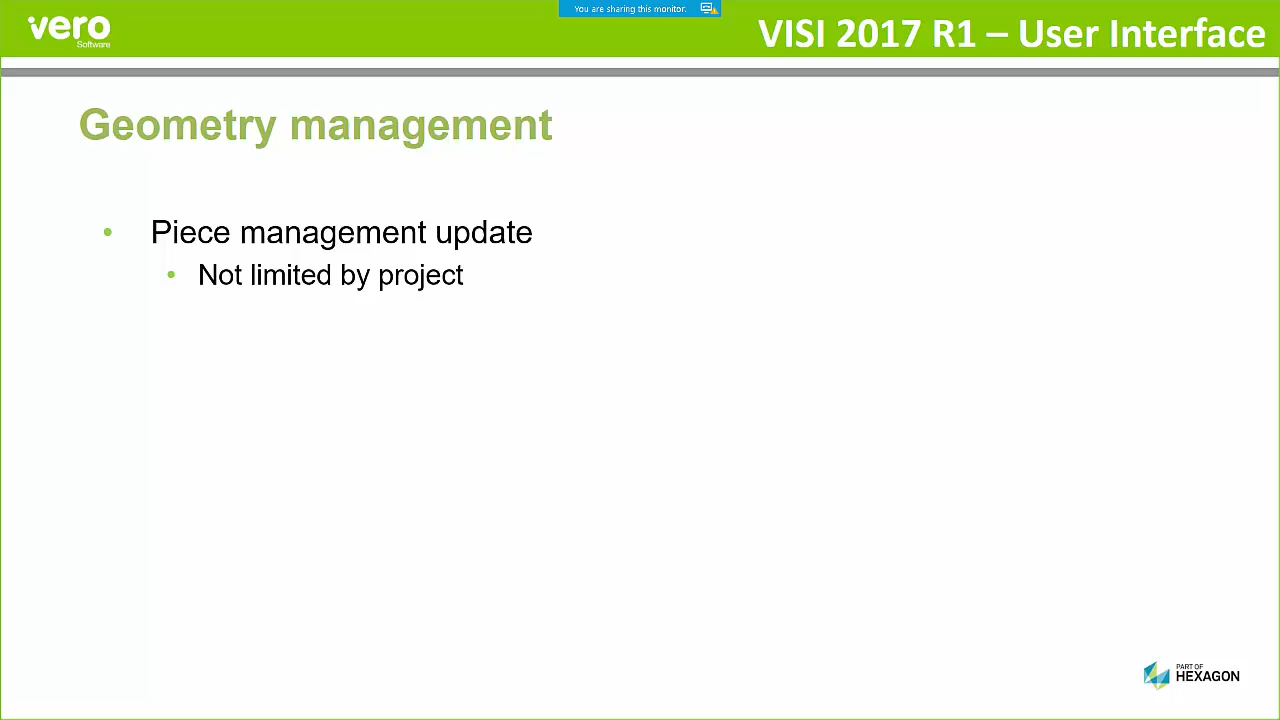 You are sharing this monitor.
vero
Software
VISI 2017 R1 – User Interface
Geometry management
• Piece management update
• Not limited by project
PART OF
HEXAGON